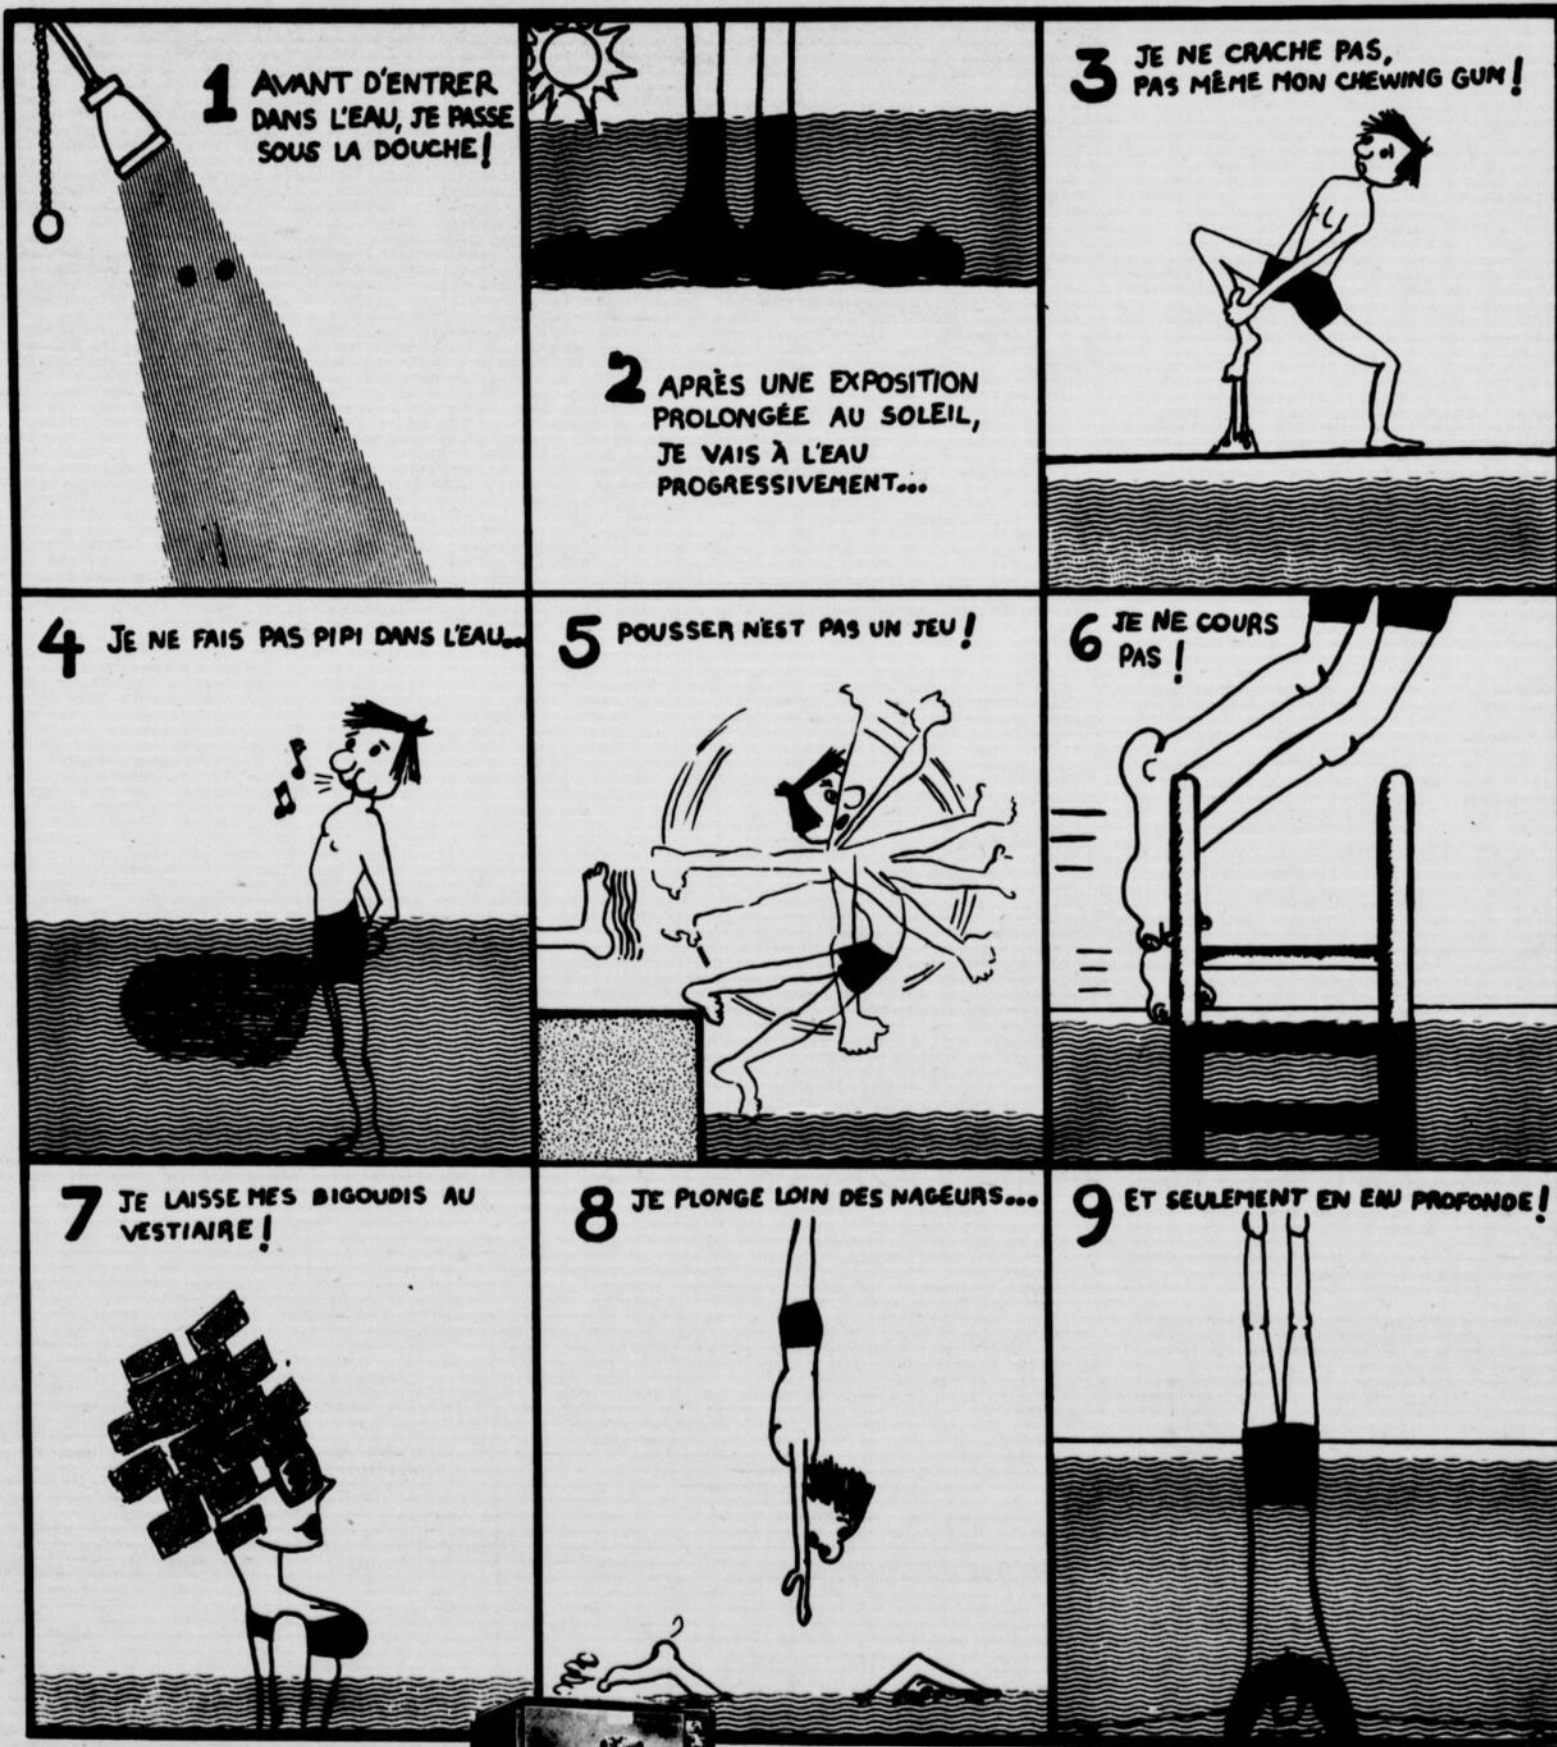 1 AVANT D'ENTRER
DANS L'EAU, JE PASSE
SOUS LA DOUCHE!
2 APRÈS UNE EXPOSITION
PROLONGÉE AU SOLEIL,
JE VAIS À L'EAU
PROGRESSIVEMENT...
3 JE NE CRACHE PAS,
PAS MÊME MON CHEWING GUM!
4 JE NE FAIS PAS PIPI DANS L'EAU...
5 POUSSER N'EST PAS UN JEU!
6 JE NE COURS
PAS!
7 JE LAISSE MES BIGOUDIS AU
VESTIAIRE!
8 JE PLONGE LOIN DES NAGEURS...
9 ET SEULEMENT EN EAU PROFONDE!